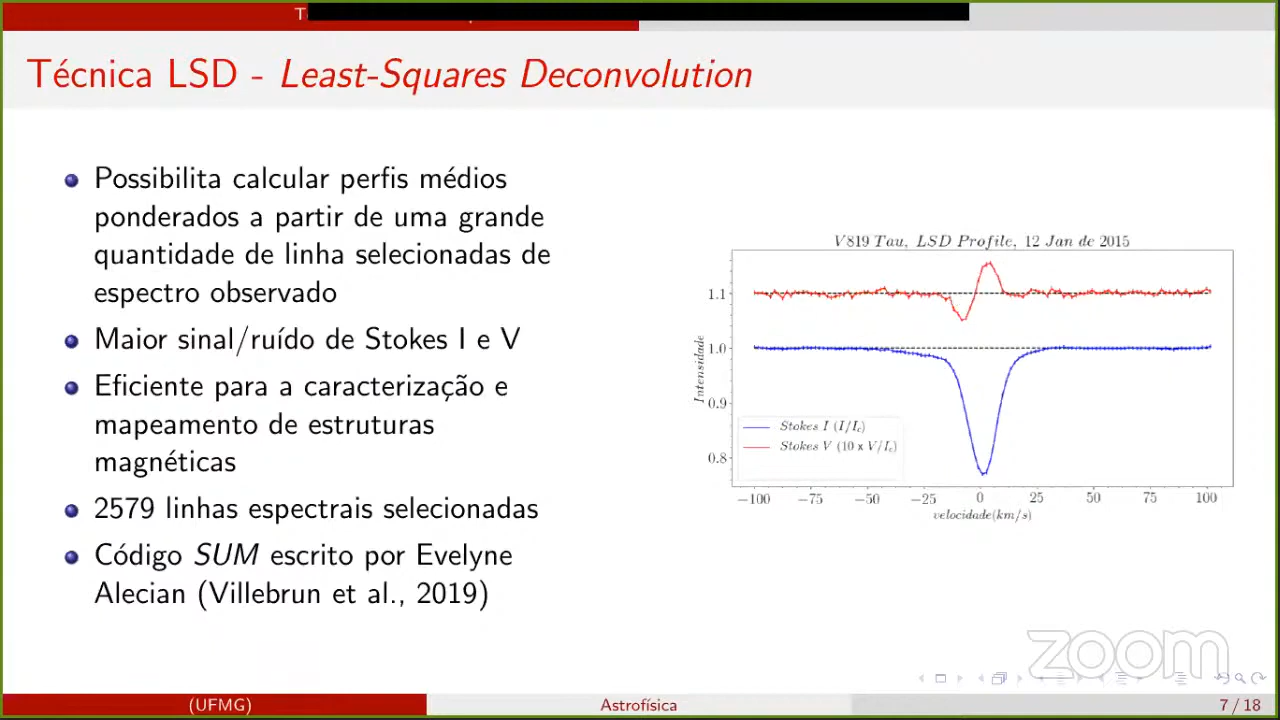 Técnica LSD - Least-Squares Deconvolution
Possibilita calcular perfis médios
ponderados a partir de uma grande
quantidade de linha selecionadas de
espectro observado
Maior sinal/ruído de Stokes I e V
Eficiente para a caracterização e
mapeamento de estruturas
magnéticas
2579 linhas espectrais selecionadas
Código SUM escrito por Evelyne
Alecian (Villebrun et al., 2019)
V819 Tau, LSD Profile, 12 Jan de 2015
1.1
1.0
0.9
0.8
Intensidade
Stokes I (I/Ic)
Stokes V (10 x V/Ic)
−100 −75 −50 −25 0 25 50 75 100
velocidade(km/s)
zoom
(UFMG) Astrofísica 7 / 18